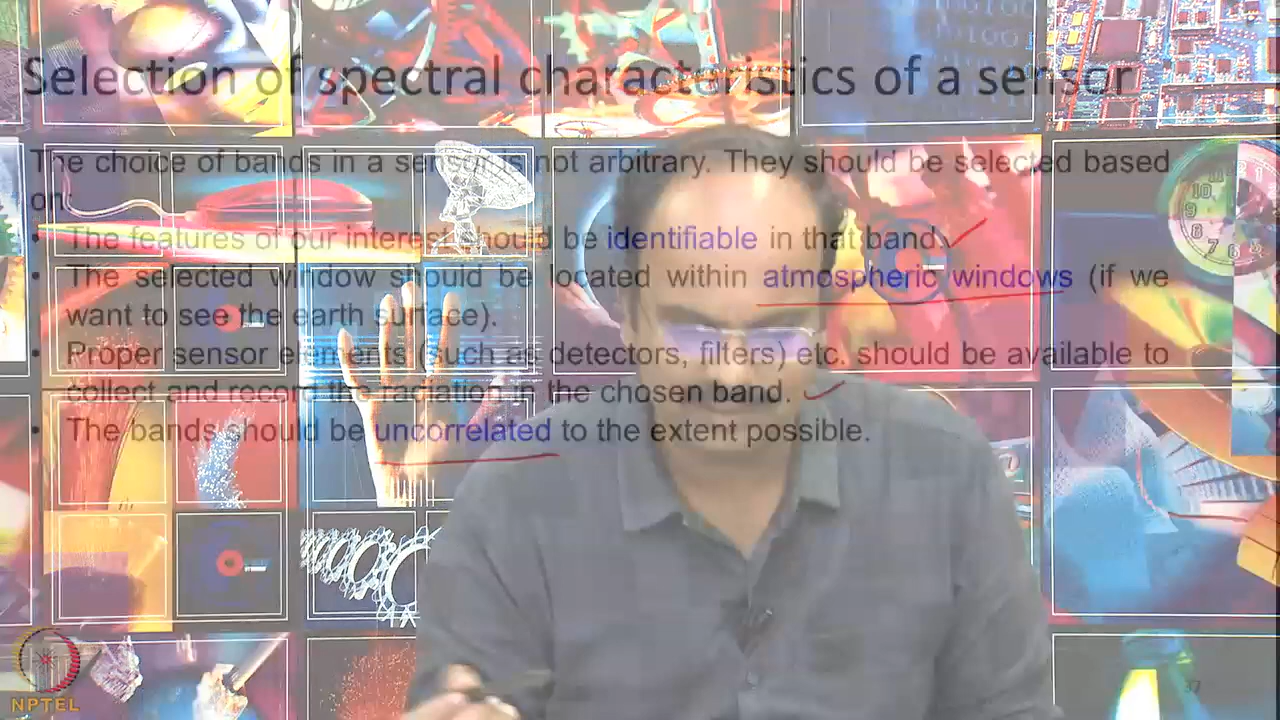 Selection of spectral characteristics of a sensor
The choice of bands in a sensor is not arbitrary. They should be selected based
on
• The features of our interest should be identifiable in that band.
• The selected window should be located within atmospheric windows (if we
want to see the earth surface).
• Proper sensor elements (such as detectors, filters) etc. should be available to
collect and record the radiation in the chosen band.
• The bands should be uncorrelated to the extent possible.
37
NPTEL